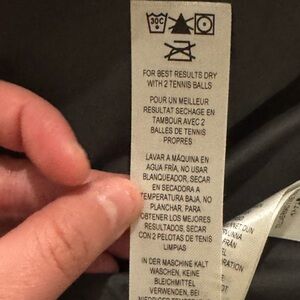 30C
FOR BEST RESULTS DRY
WITH 2 TENNIS BALLS
POUR UN MEILLEUR
RESULTAT SECHAGE EN
TAMBOUR AVEC 2
BALLES DE TENNIS
PROPRES
LAVAR A MÁQUINA EN
AGUA FRÍA, NO USAR
BLANQUEADOR, SECAR
EN SECADORA A
TEMPERATURA BAJA, NO
PLANCHAR. PARA
OBTENER LOS MEJORES
RESULTADOS, SECAR
CON 2 PELOTAS DE TENIS
LIMPIAS
IN DER MASCHINE KALT
WASCHEN, KEINE
BLEICHMITTEL
VERWENDEN, BEI